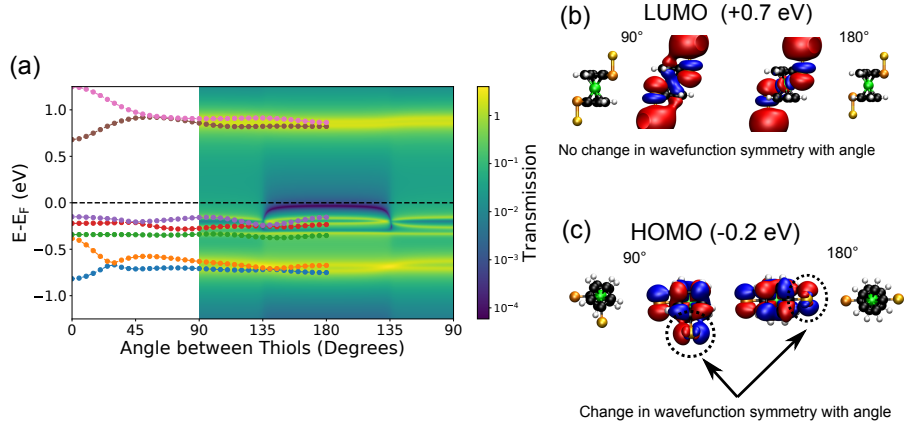 (a)
E-E_F (eV)
1.0
0.5
0.0
−0.5
−1.0
0
45
90
135
180
135
90
Angle between Thiols (Degrees)
1
10⁻¹
10⁻²
10⁻³
10⁻⁴
Transmission
(b)
LUMO (+0.7 eV)
90°
180°
No change in wavefunction symmetry with angle
(c)
HOMO (-0.2 eV)
90°
180°
Change in wavefunction symmetry with angle